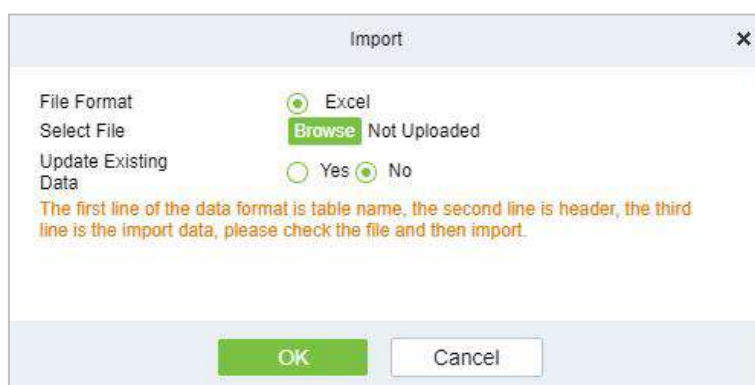 Import
File Format Excel
Select File Browse Not Uploaded
Update Existing
Data Yes No
The first line of the data format is table name, the second line is header, the third
line is the import data, please check the file and then import.
OK Cancel